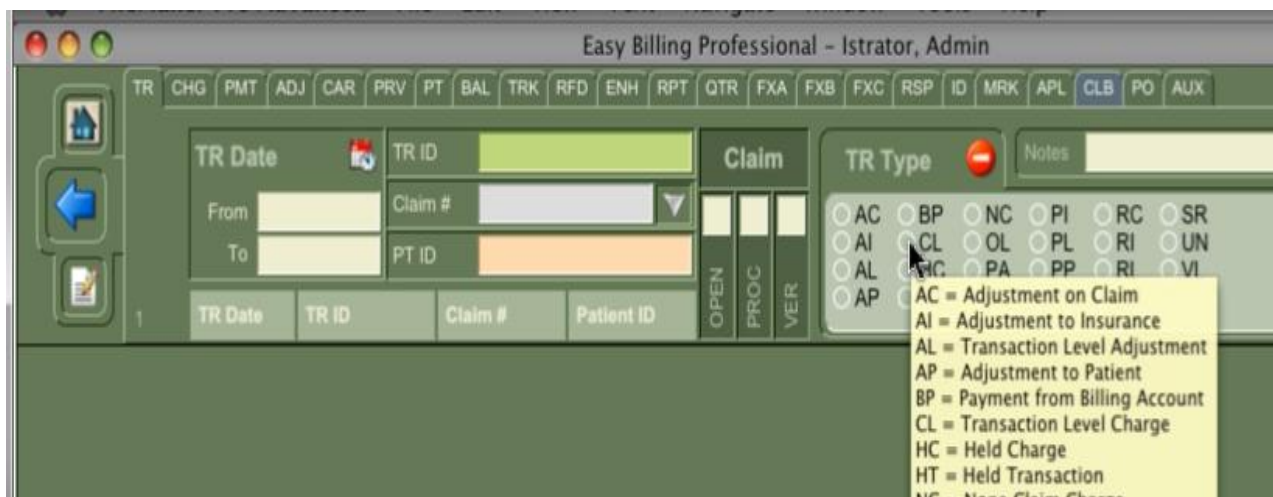 Easy Billing Professional – Istrator, Admin
TR CHG PMT ADJ CAR PRV PT BAL TRK RFD ENH RPT QTR FXA FXB FXC RSP ID MRK APL CLB PO AUX
TR Date
From
To
TR ID
Claim #
PT ID
Claim
OPEN
PROC
VER
TR Type
Notes
AC BP NC PI RC SR
AI CL OL PL RI UN
AL HC PA PP RL VI
AP
1 TR Date TR ID Claim # Patient ID
AC = Adjustment on Claim
AI = Adjustment to Insurance
AL = Transaction Level Adjustment
AP = Adjustment to Patient
BP = Payment from Billing Account
CL = Transaction Level Charge
HC = Held Charge
HT = Held Transaction